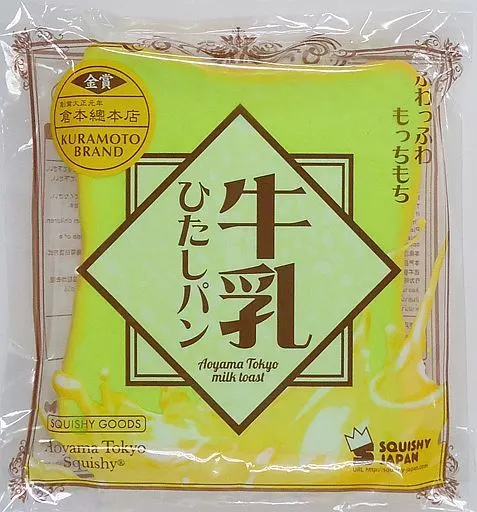 金賞
創業大正元年
倉本總本店
KURAMOTO
BRAND
ふわっふわ
もっちもち
牛乳
ひたしパン
Aoyama Tokyo
milk toast
SQUISHY GOODS
Aoyama Tokyo
Squishy®
SQUISHY
JAPAN